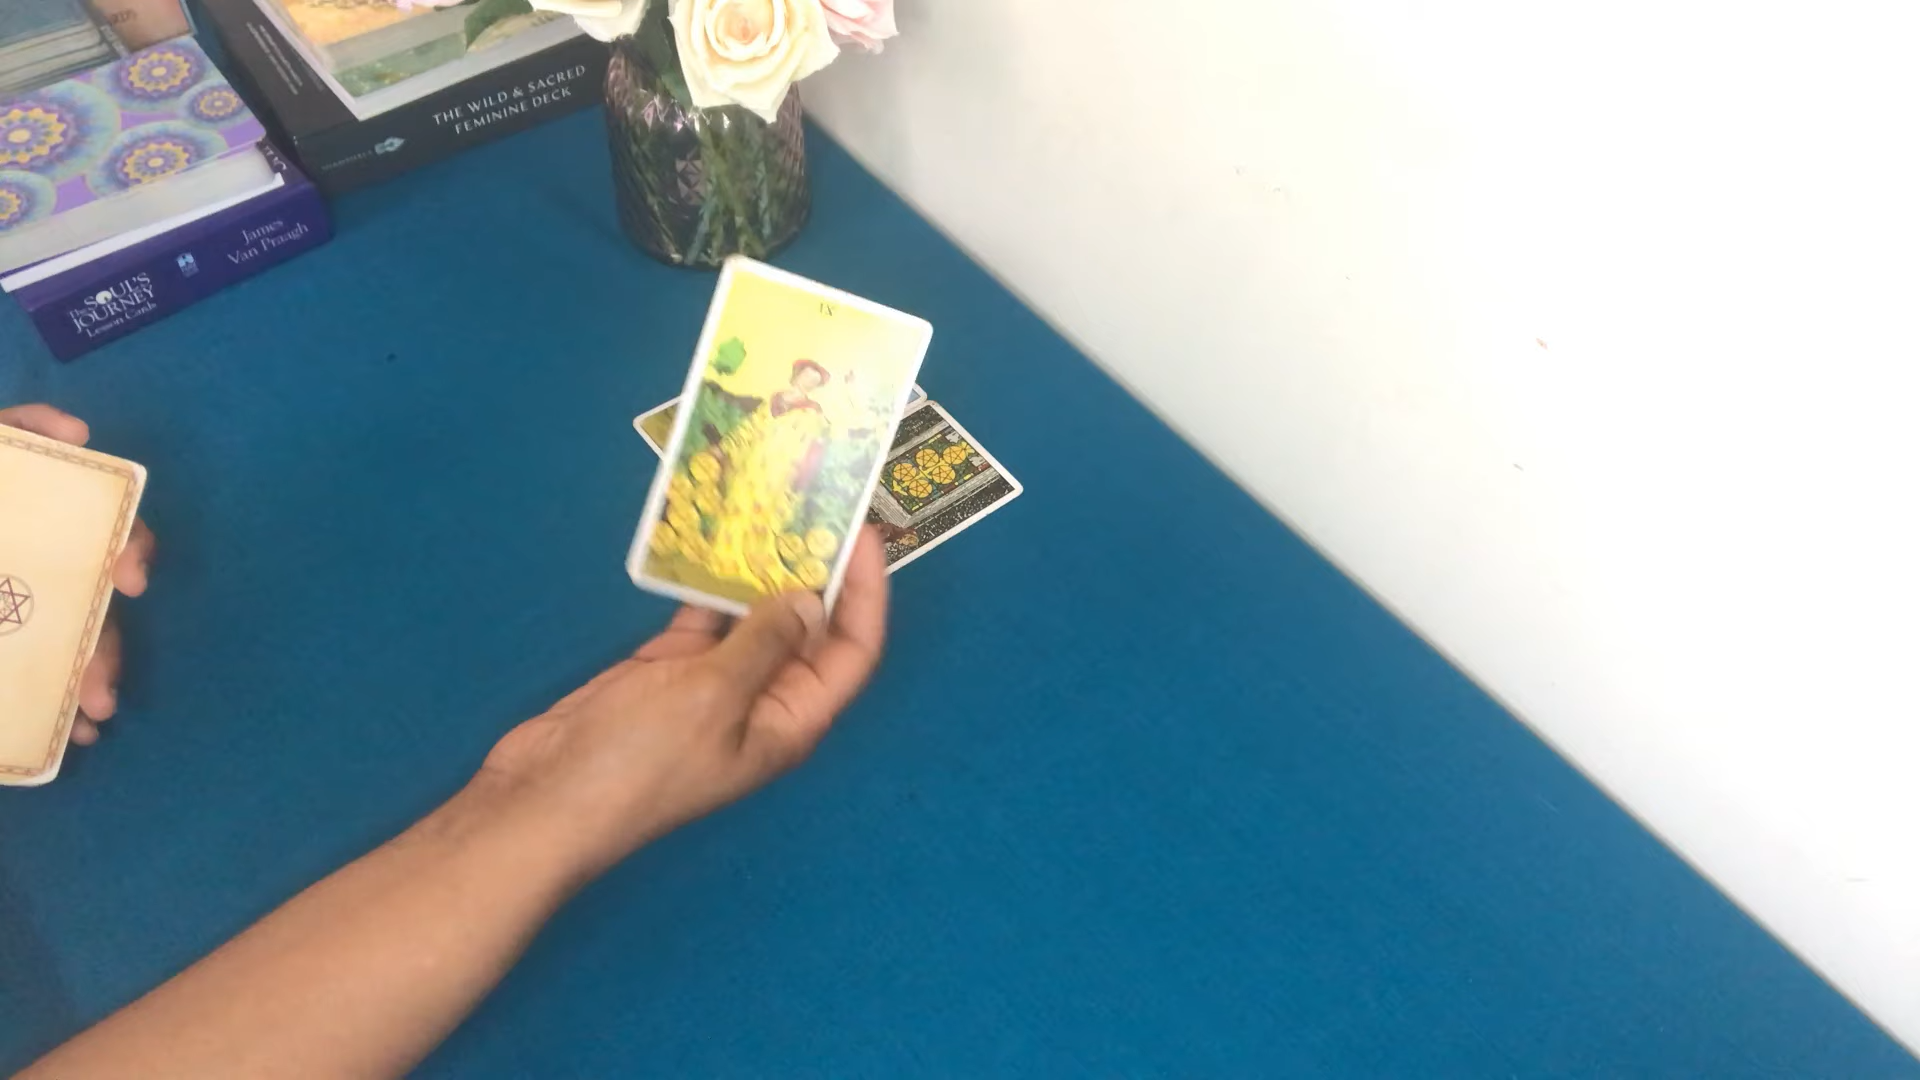 THE WILD & SACRED
FEMININE DECK
James
Van Praagh
The
SOUL'S
JOURNEY
Lesson Cards
IX